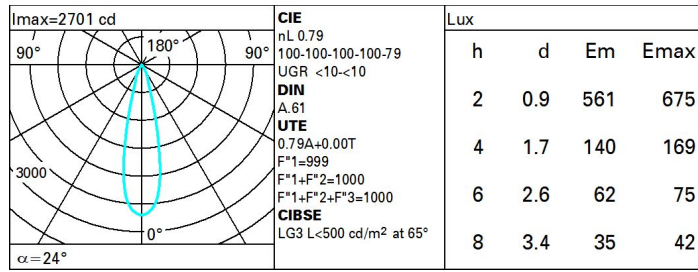 Imax=2701 cd
90°
180°
90°
3000
0°
α=24°
CIE
nL 0.79
100-100-100-100-79
UGR <10-<10
DIN
A.61
UTE
0.79A+0.00T
F"1=999
F"1+F"2=1000
F"1+F"2+F"3=1000
CIBSE
LG3 L<500 cd/m² at 65°
Lux
h d Em Emax
2 0.9 561 675
4 1.7 140 169
6 2.6 62 75
8 3.4 35 42